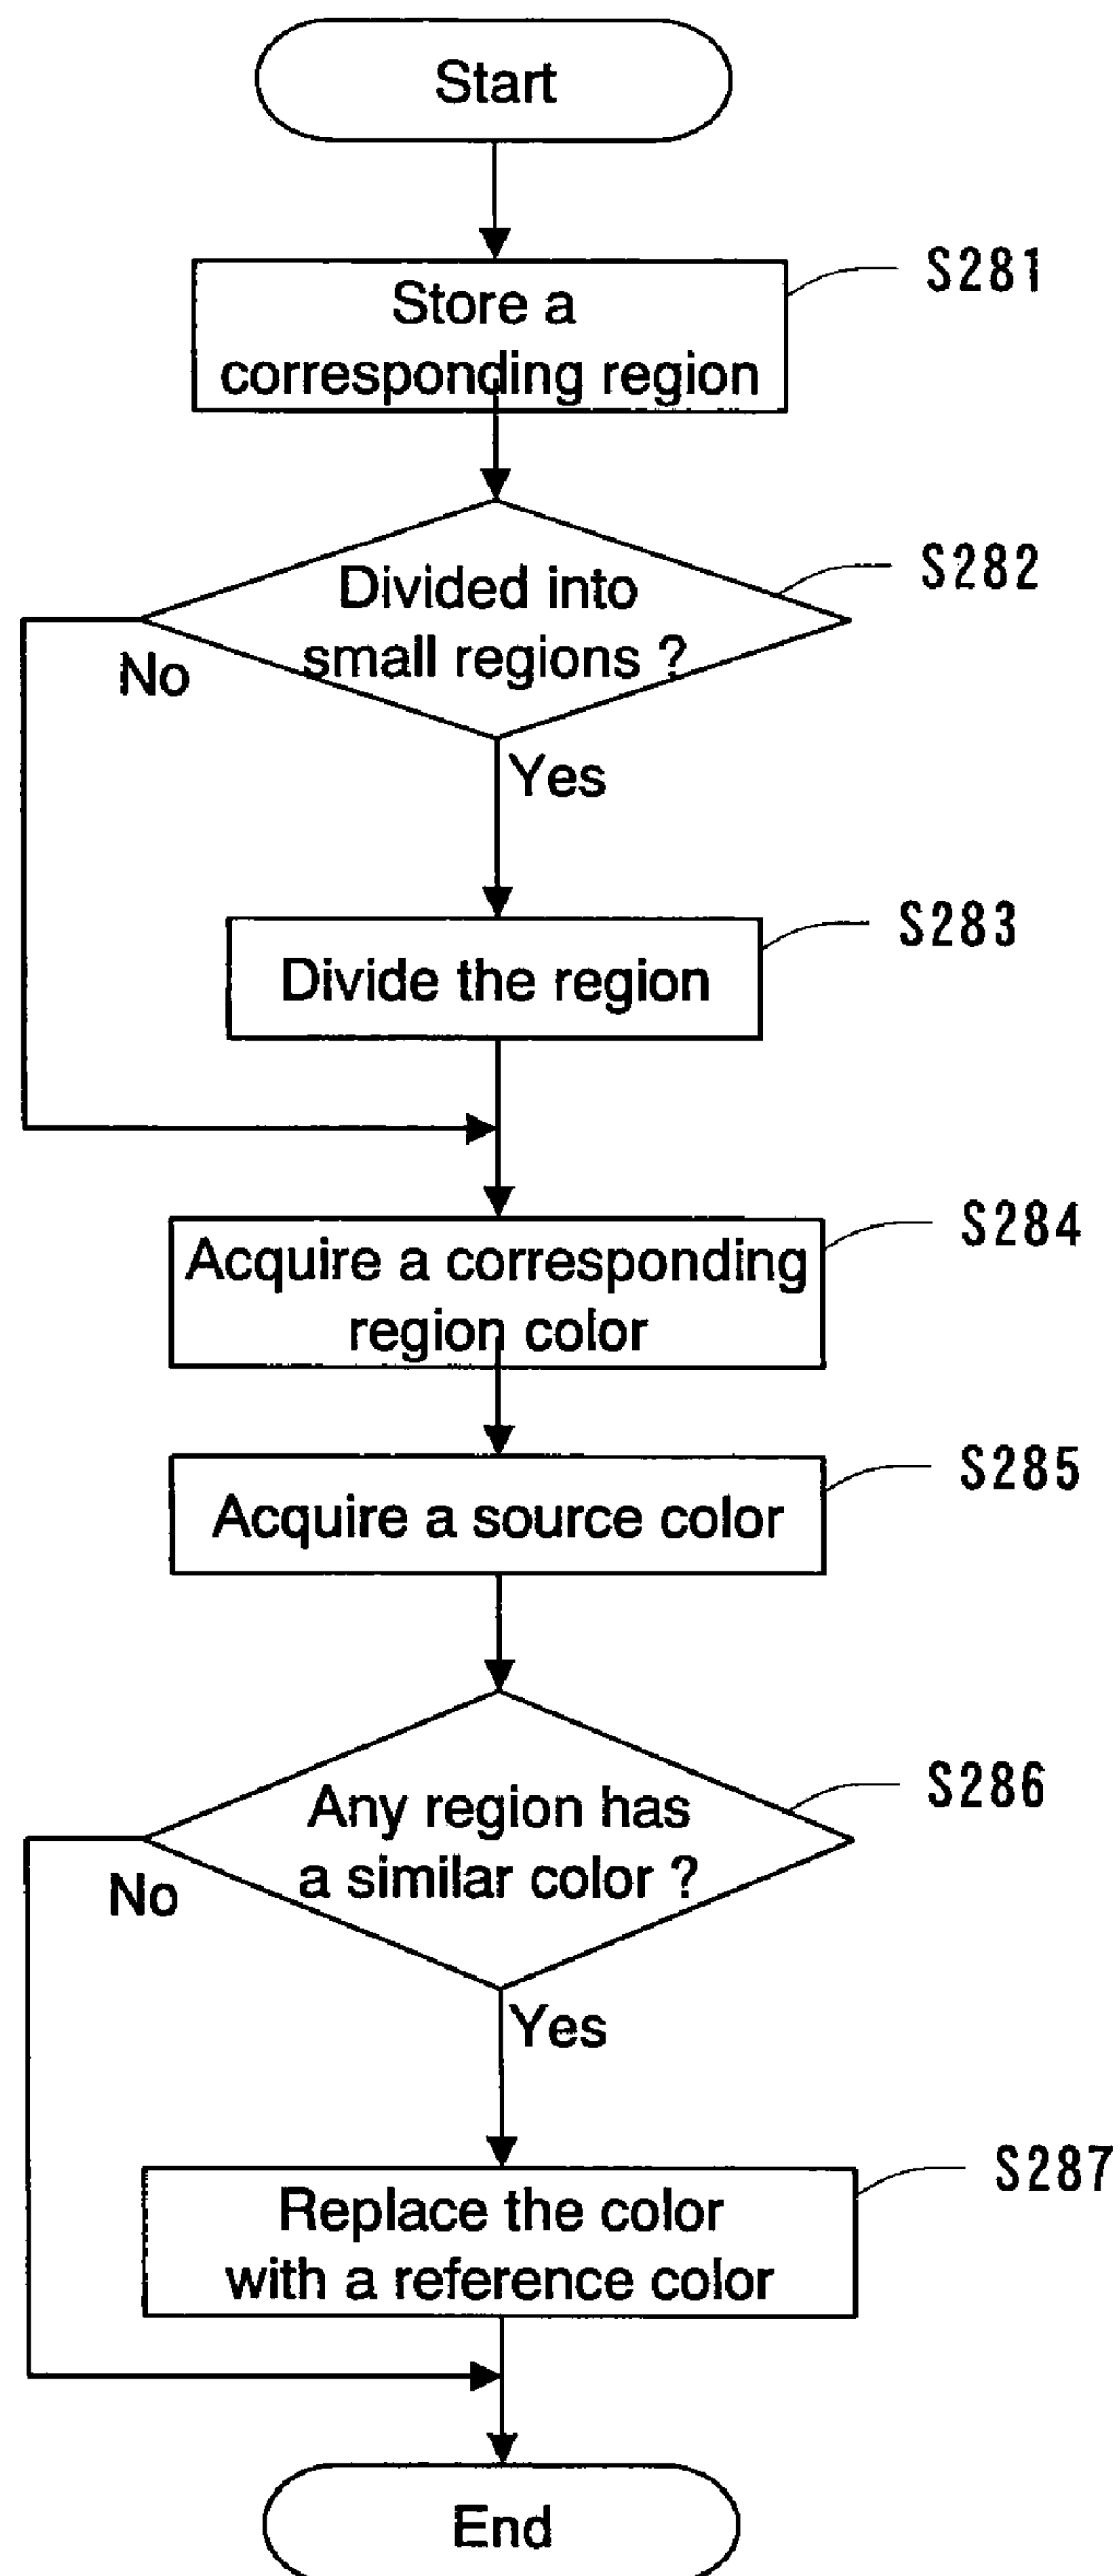 Start
S281
Store a
corresponding region
S282
Divided into
small regions ?
No
Yes
S283
Divide the region
S284
Acquire a corresponding
region color
S285
Acquire a source color
S286
Any region has
a similar color ?
No
Yes
S287
Replace the color
with a reference color
End